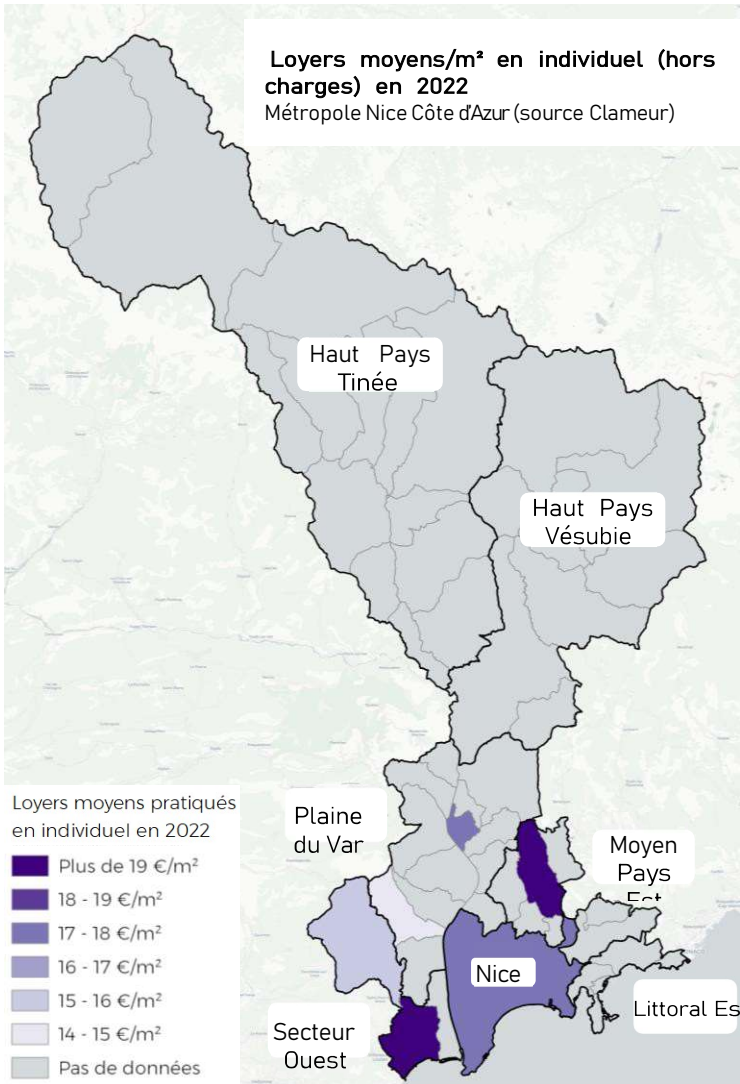 Loyers moyens/m² en individuel (hors
charges) en 2022
Métropole Nice Côte d'Azur (source Clameur)
Haut Pays
Tinée
Haut Pays
Vésubie
Plaine
du Var
Moyen
Pays
Est
Nice
Littoral Es
Secteur
Ouest
Loyers moyens pratiqués
en individuel en 2022
Plus de 19 €/m²
18 - 19 €/m²
17 - 18 €/m²
16 - 17 €/m²
15 - 16 €/m²
14 - 15 €/m²
Pas de données